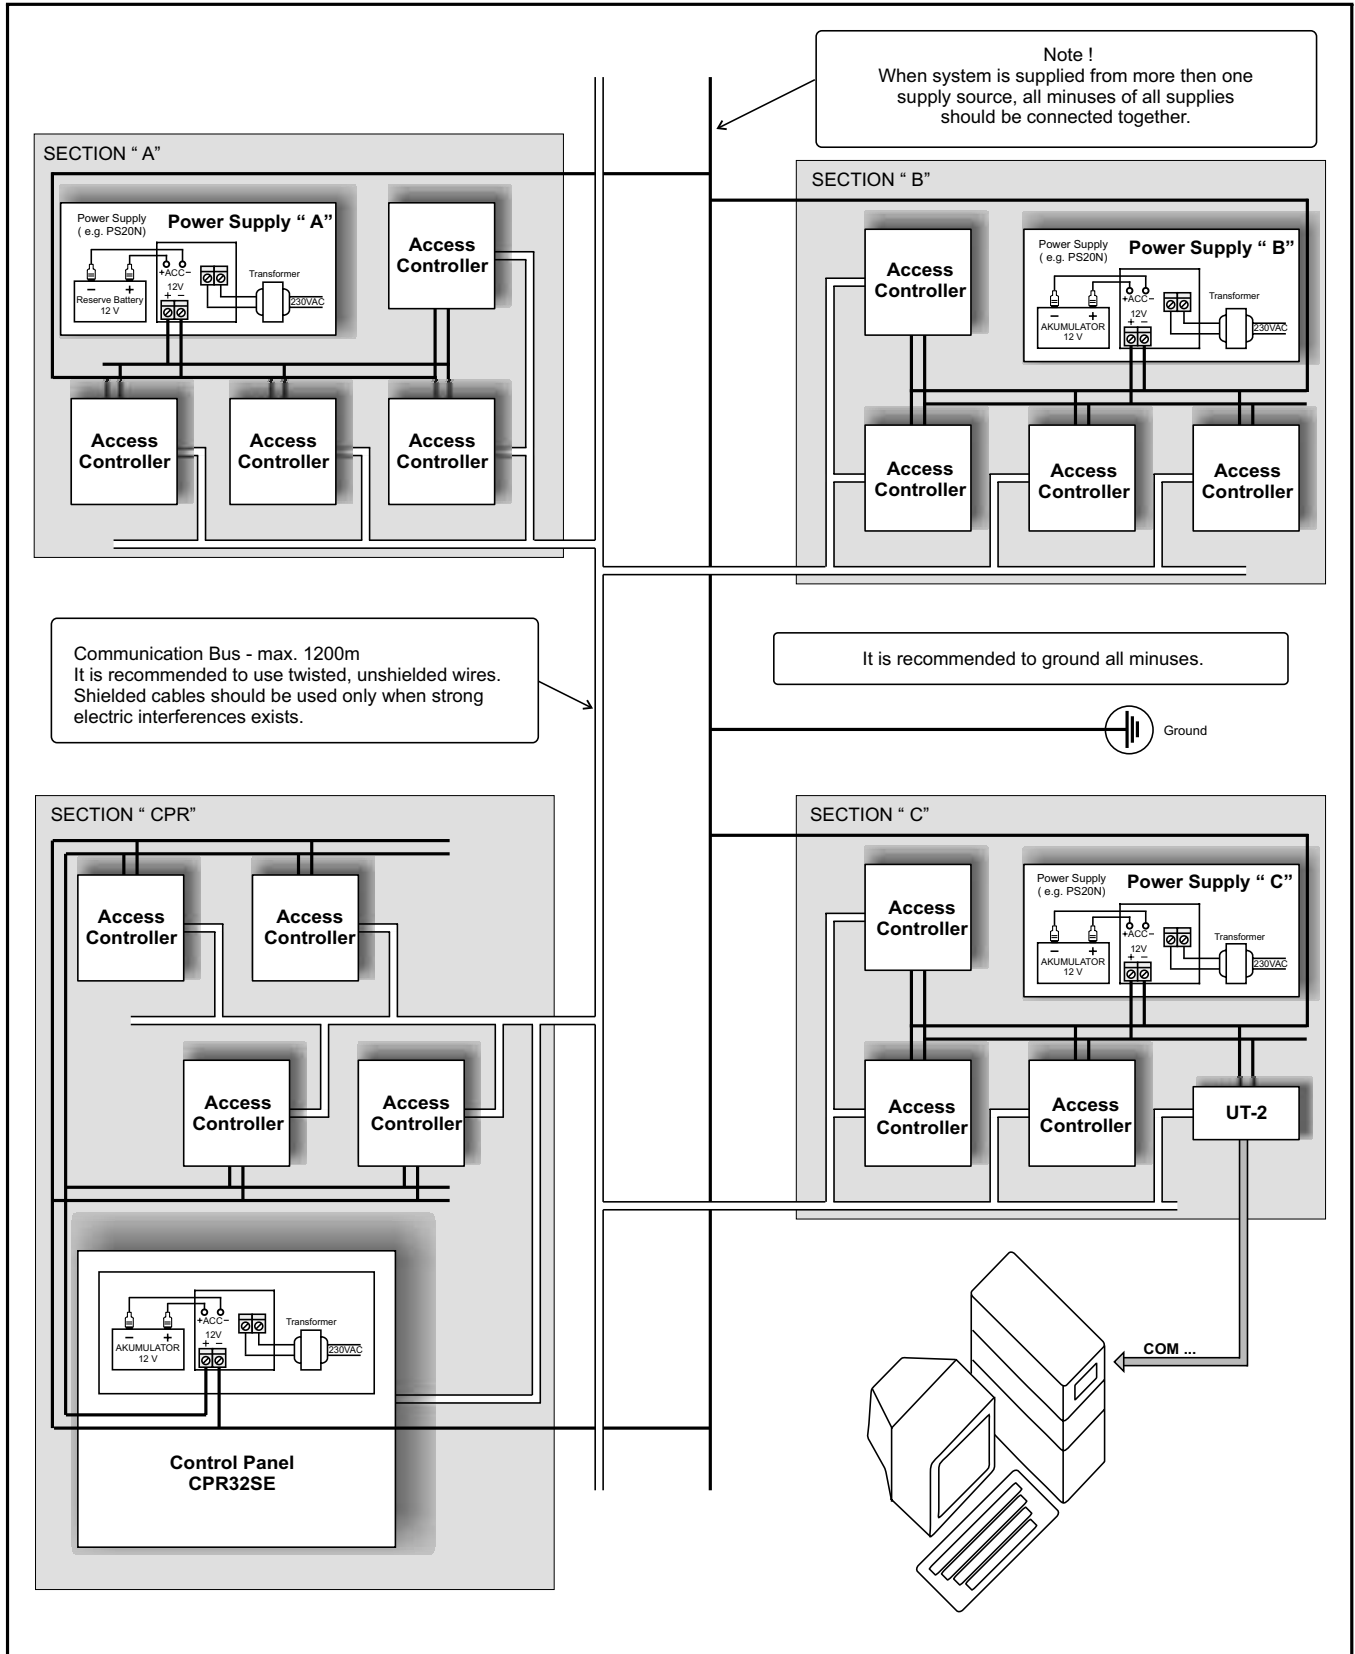 Note !
When system is supplied from more then one
supply source, all minuses of all supplies
should be connected together.
SECTION “ A”
Power Supply
( e.g. PS20N)
Power Supply “ A”
+ACC−
12V
+ −
− +
Reserve Battery
12 V
Transformer
230VAC
Access
Controller
Access
Controller
Access
Controller
Access
Controller
SECTION “ B”
Access
Controller
Power Supply
( e.g. PS20N)
Power Supply “ B”
+ACC−
12V
+ −
− +
AKUMULATOR
12 V
Transformer
230VAC
Access
Controller
Access
Controller
Access
Controller
Communication Bus - max. 1200m
It is recommended to use twisted, unshielded wires.
Shielded cables should be used only when strong
electric interferences exists.
It is recommended to ground all minuses.
Ground
SECTION “ CPR”
Access
Controller
Access
Controller
Access
Controller
Access
Controller
+ACC−
12V
+ −
− +
AKUMULATOR
12 V
Transformer
230VAC
Control Panel
CPR32SE
SECTION “ C”
Access
Controller
Power Supply
( e.g. PS20N)
Power Supply “ C”
+ACC−
12V
+ −
− +
AKUMULATOR
12 V
Transformer
230VAC
Access
Controller
Access
Controller
UT-2
COM ...